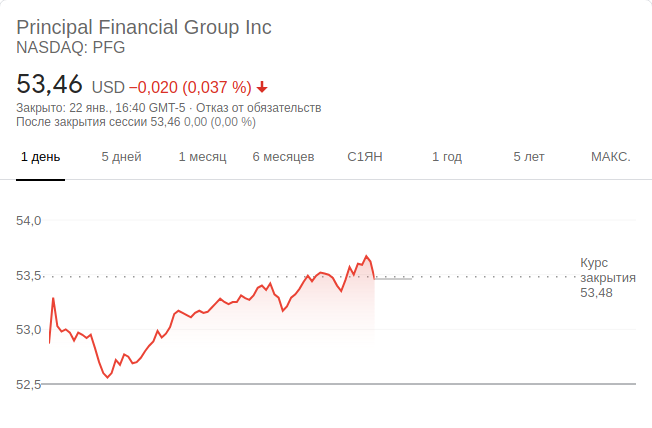 Principal Financial Group Inc
NASDAQ: PFG
53,46 USD −0,020 (0,037 %)
Закрыто: 22 янв., 16:40 GMT-5 · Отказ от обязательств
После закрытия сессии 53,46 0,00 (0,00 %)
1 день 5 дней 1 месяц 6 месяцев С1ЯН 1 год 5 лет МАКС.
54,0
53,5
53,0
52,5
Курс
закрытия
53,48